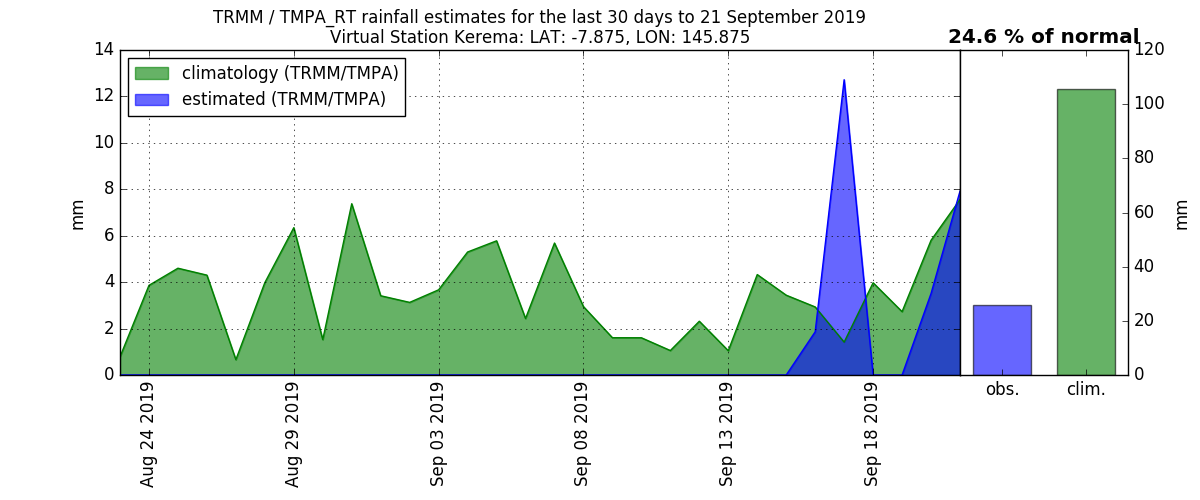 TRMM / TMPA_RT rainfall estimates for the last 30 days to 21 September 2019
Virtual Station Kerema: LAT: -7.875, LON: 145.875
24.6 % of normal
climatology (TRMM/TMPA)
estimated (TRMM/TMPA)
14
12
10
8
6
4
2
0
mm
Aug 24 2019
Aug 29 2019
Sep 03 2019
Sep 08 2019
Sep 13 2019
Sep 18 2019
obs.
clim.
120
100
80
60
40
20
0
mm